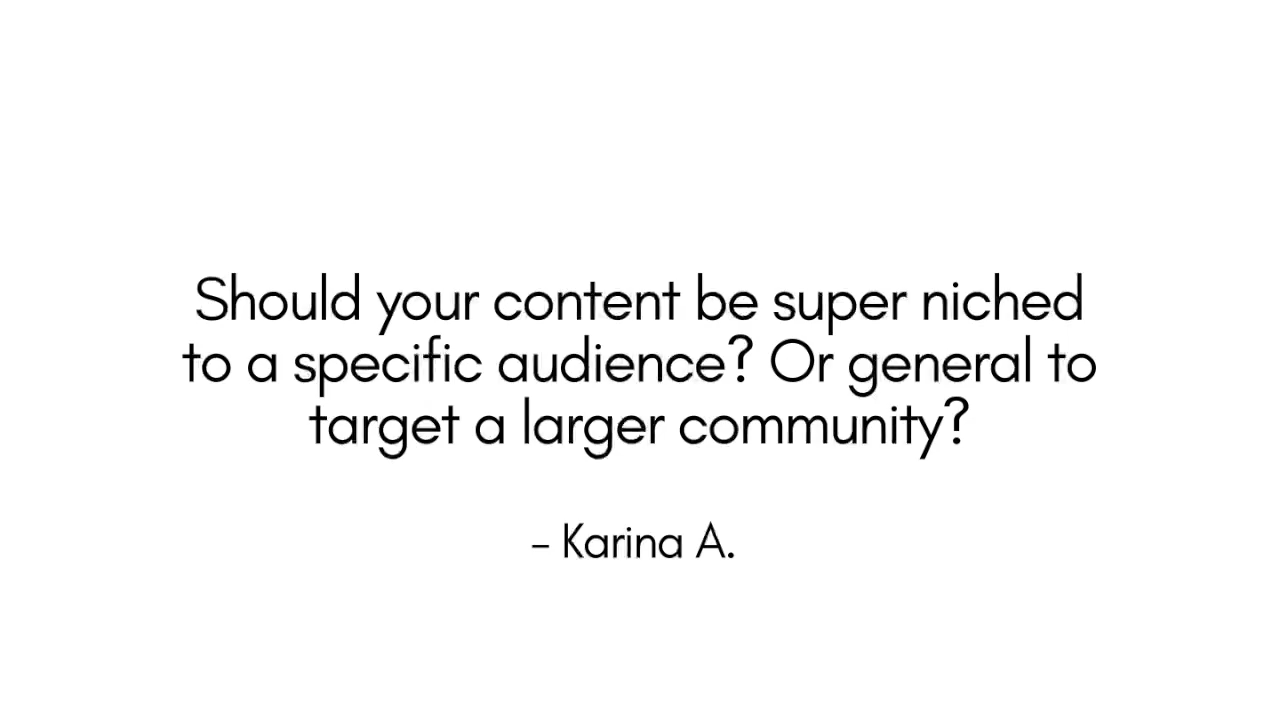 Should your content be super niched
to a specific audience? Or general to
target a larger community?
– Karina A.